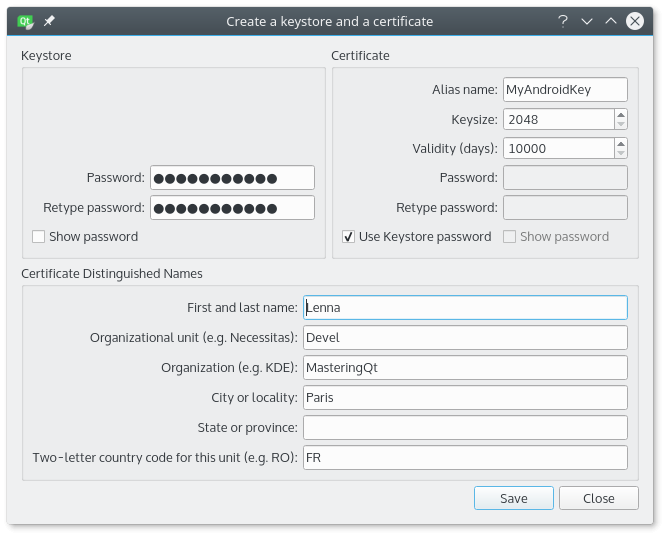 Qt
Create a keystore and a certificate
Keystore
Password: ●●●●●●●●●●●
Retype password: ●●●●●●●●●●●
Show password
Certificate
Alias name: MyAndroidKey
Keysize: 2048
Validity (days): 10000
Password:
Retype password:
Use Keystore password Show password
Certificate Distinguished Names
First and last name: Lenna
Organizational unit (e.g. Necessitas): Devel
Organization (e.g. KDE): MasteringQt
City or locality: Paris
State or province:
Two-letter country code for this unit (e.g. RO): FR
Save Close